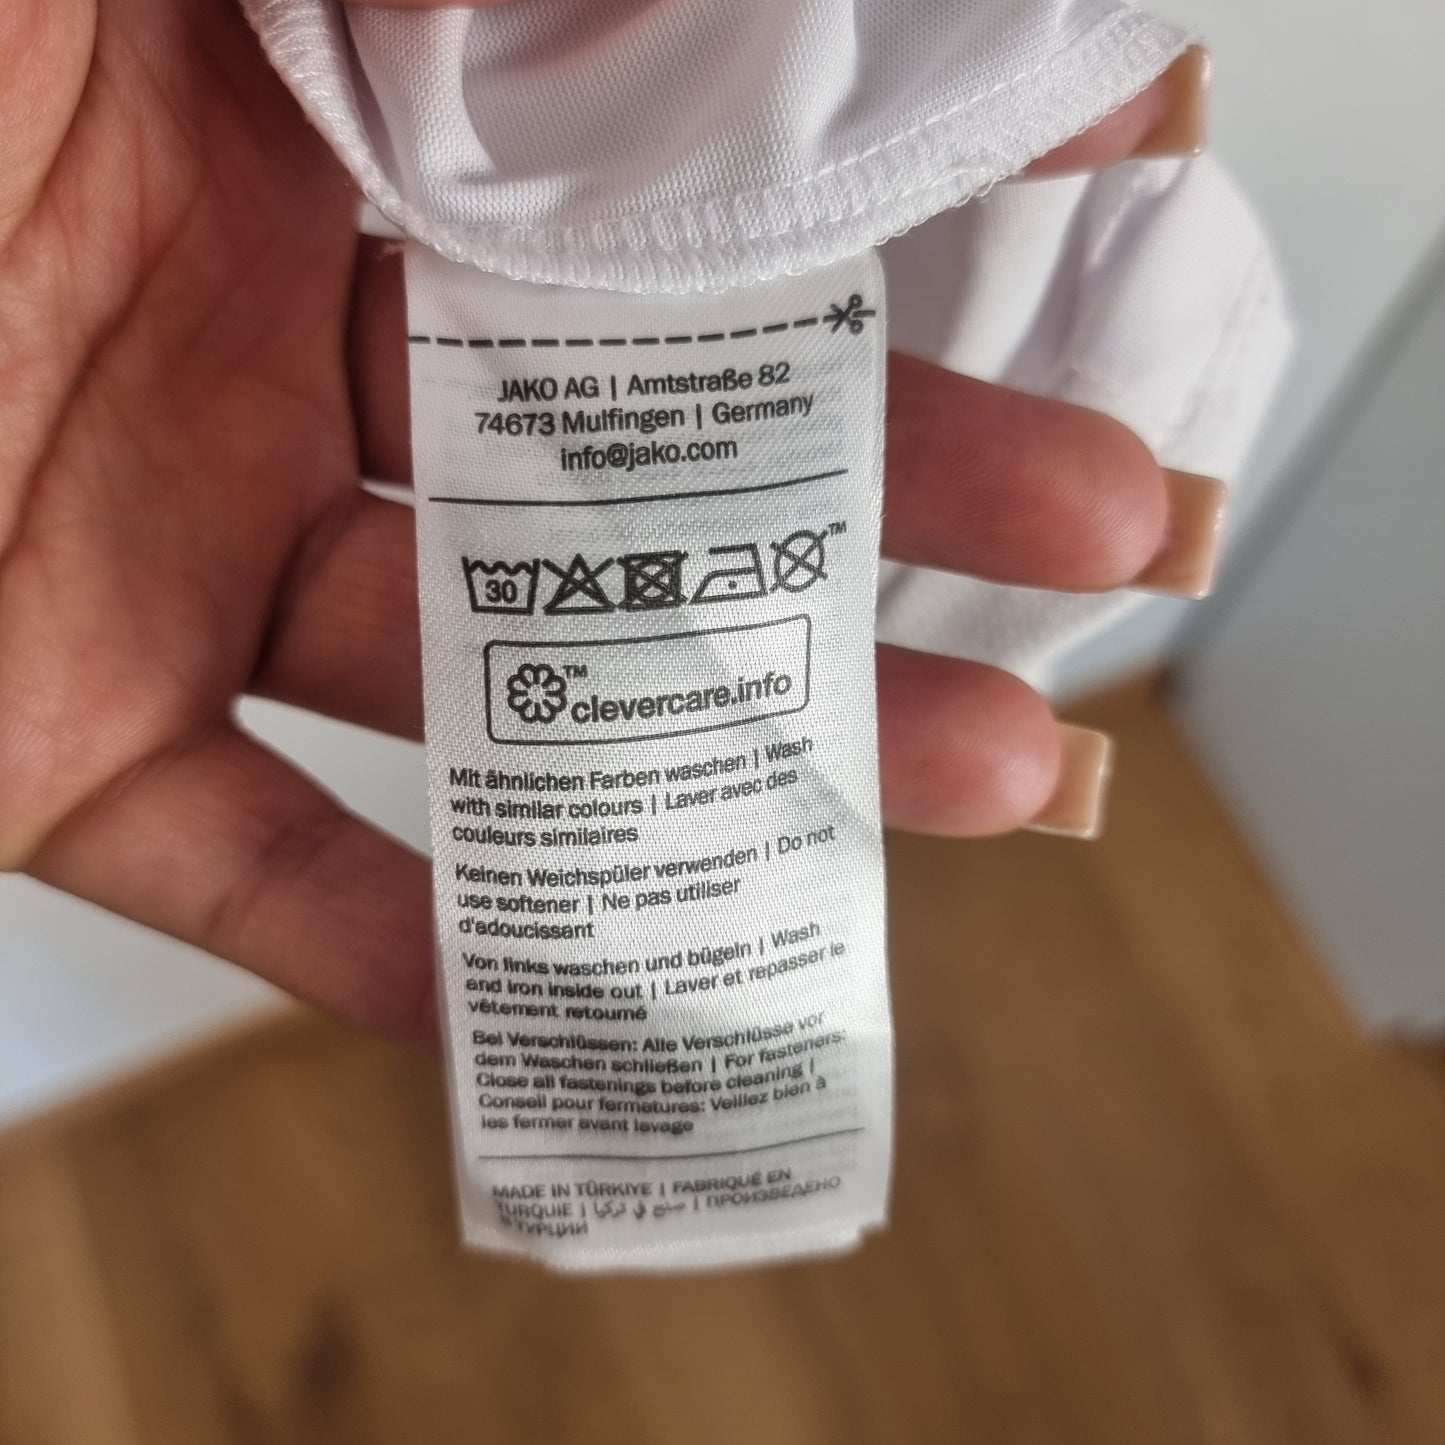 JAKO AG | Amtstraße 82
74673 Mulfingen | Germany
info@jako.com
30
TM
TM
clevercare.info
Mit ähnlichen Farben waschen | Wash
with similar colours | Laver avec des
couleurs similaires
Keinen Weichspüler verwenden | Do not
use softener | Ne pas utiliser
d'adoucissant
Von links waschen und bügeln | Wash
and iron inside out | Laver et repasser le
vêtement retourné
Bei Verschlüssen: Alle Verschlüsse vor
dem Waschen schließen | For fasteners:
Close all fastenings before cleaning |
Conseil pour fermetures: Veillez bien à
les fermer avant lavage
MADE IN TÜRKIYE | FABRIQUÉ EN
TURQUIE | صنع في تركيا | ПРОИЗВЕДЕНО
В ТУРЦИИ